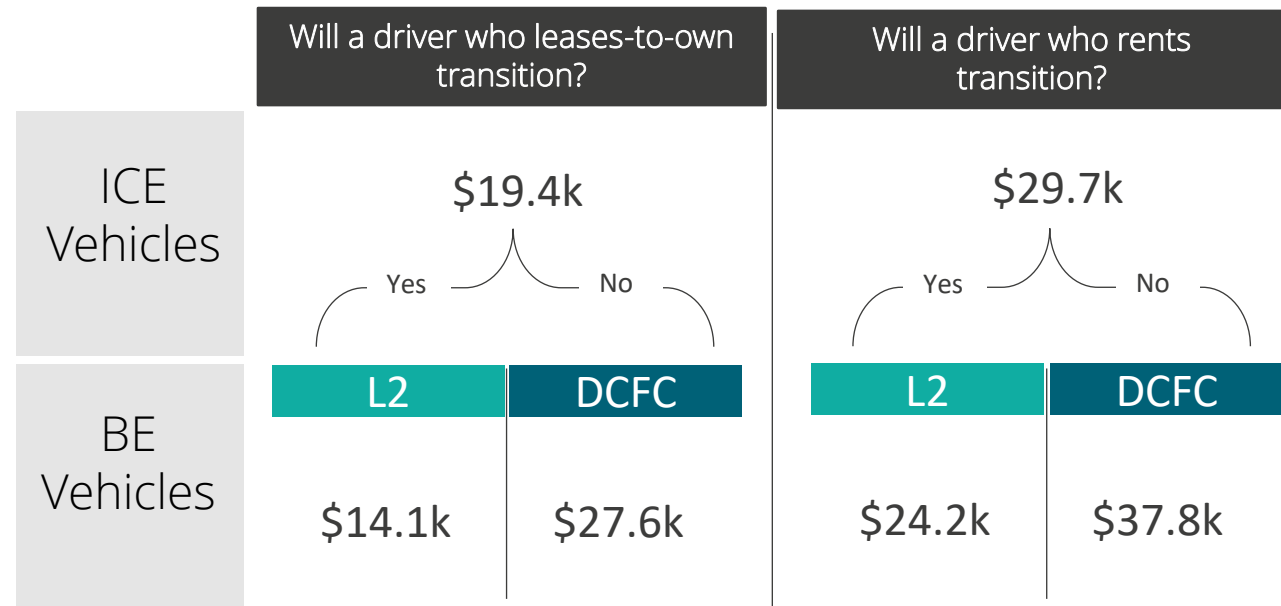 Will a driver who leases-to-own
transition?
Will a driver who rents
transition?
ICE
Vehicles
$19.4k
$29.7k
Yes
No
Yes
No
L2
DCFC
L2
DCFC
BE
Vehicles
$14.1k
$27.6k
$24.2k
$37.8k